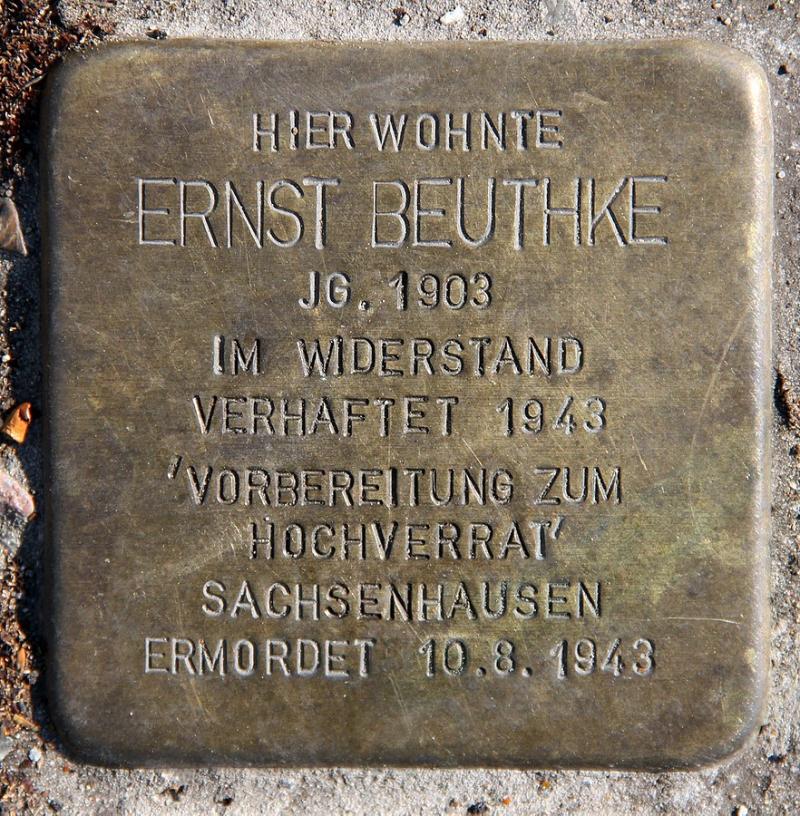 HIER WOHNTE
ERNST BEUTHKE
JG. 1903
IM WIDERSTAND
VERHAFTET 1943
'VORBEREITUNG ZUM
HOCHVERRAT'
SACHSENHAUSEN
ERMORDET 10.8.1943